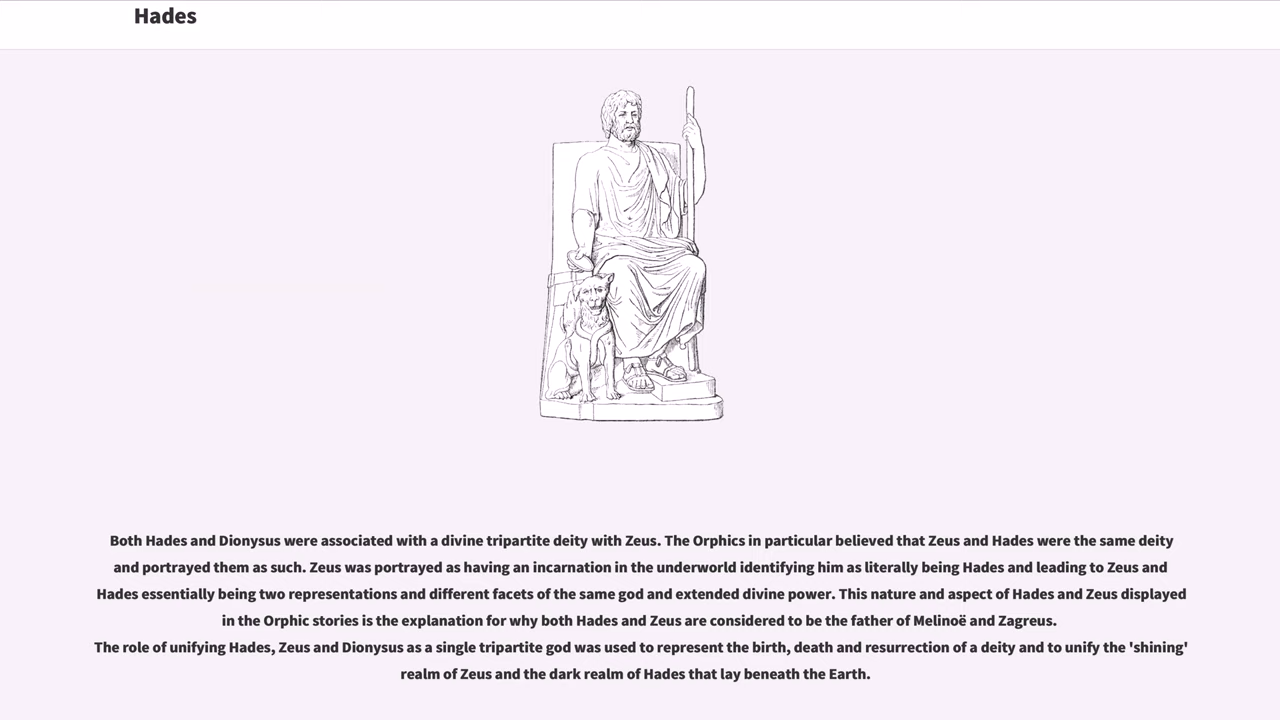 Hades
Both Hades and Dionysus were associated with a divine tripartite deity with Zeus. The Orphics in particular believed that Zeus and Hades were the same deity
and portrayed them as such. Zeus was portrayed as having an incarnation in the underworld identifying him as literally being Hades and leading to Zeus and
Hades essentially being two representations and different facets of the same god and extended divine power. This nature and aspect of Hades and Zeus displayed
in the Orphic stories is the explanation for why both Hades and Zeus are considered to be the father of Melinoë and Zagreus.
The role of unifying Hades, Zeus and Dionysus as a single tripartite god was used to represent the birth, death and resurrection of a deity and to unify the 'shining'
realm of Zeus and the dark realm of Hades that lay beneath the Earth.